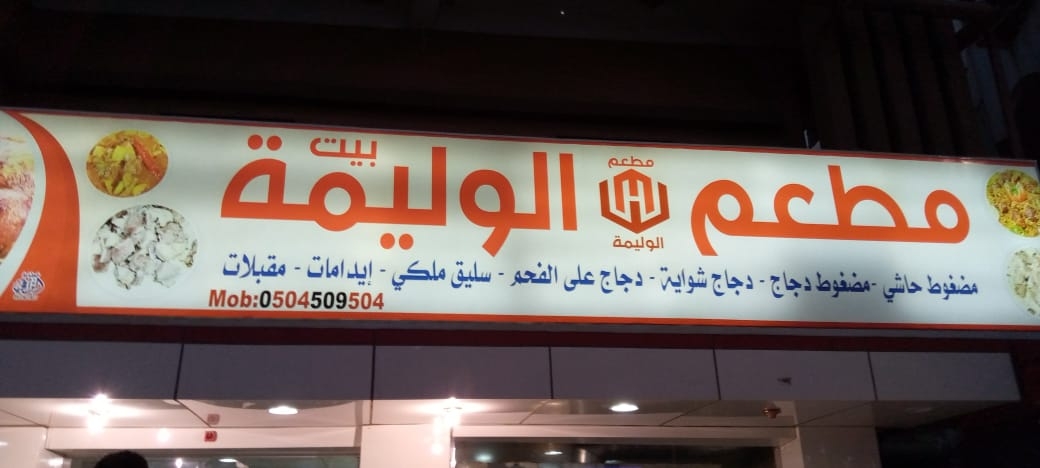 مطعم بيت الوليمة
مطعم
الوليمة
مضغوط حاشي - مضغوط دجاج - دجاج شواية - دجاج على الفحم - سليق ملكي - إيدامات - مقبلات
Mob:0504509504